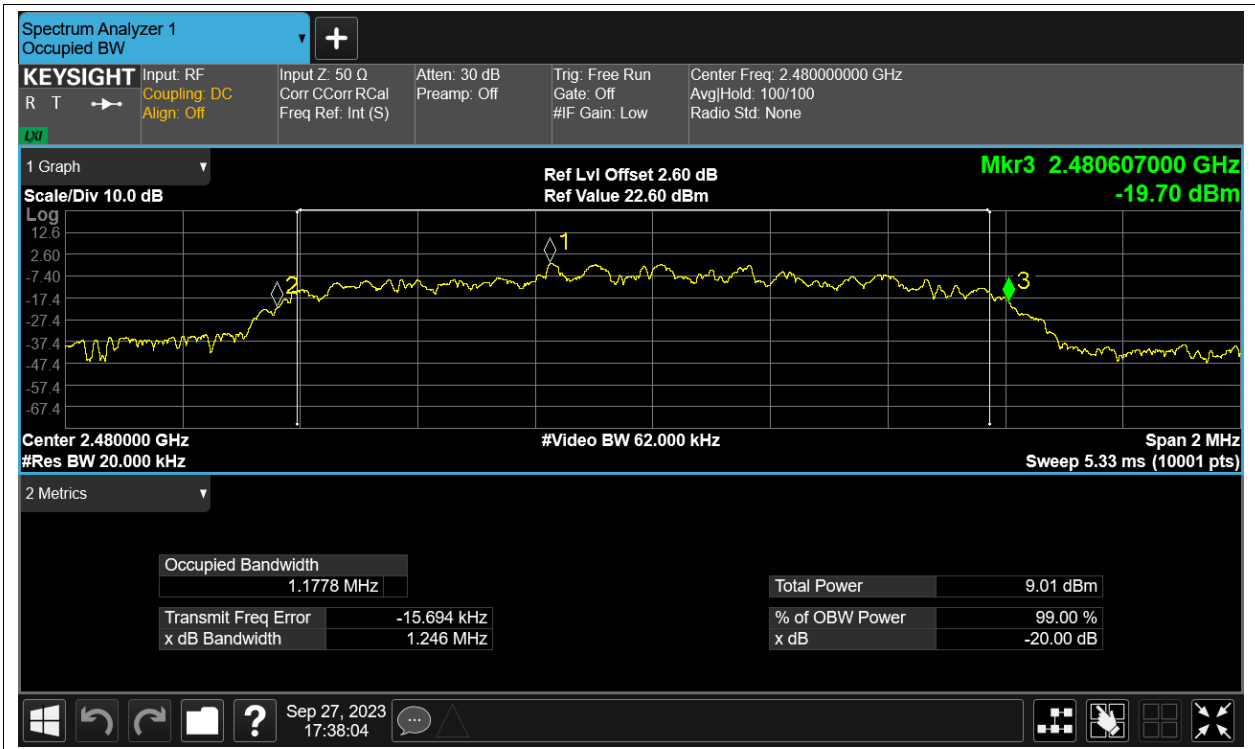 Spectrum Analyzer 1
Occupied BW
KEYSIGHT
R T
LXI
Input: RF
Coupling: DC
Align: Off
Input Z: 50 Ω
Corr CCorr RCal
Freq Ref: Int (S)
Atten: 30 dB
Preamp: Off
Trig: Free Run
Gate: Off
#IF Gain: Low
Center Freq: 2.480000000 GHz
Avg|Hold: 100/100
Radio Std: None
1 Graph
Scale/Div 10.0 dB
Ref Lvl Offset 2.60 dB
Ref Value 22.60 dBm
Mkr3 2.480607000 GHz
-19.70 dBm
Log
12.6
2.60
-7.40
-17.4
-27.4
-37.4
-47.4
-57.4
-67.4
1
2
3
Center 2.480000 GHz
#Video BW 62.000 kHz
Span 2 MHz
#Res BW 20.000 kHz
Sweep 5.33 ms (10001 pts)
2 Metrics
Occupied Bandwidth
1.1778 MHz
Transmit Freq Error -15.694 kHz
x dB Bandwidth 1.246 MHz
Total Power 9.01 dBm
% of OBW Power 99.00 %
x dB -20.00 dB
?
Sep 27, 2023
17:38:04